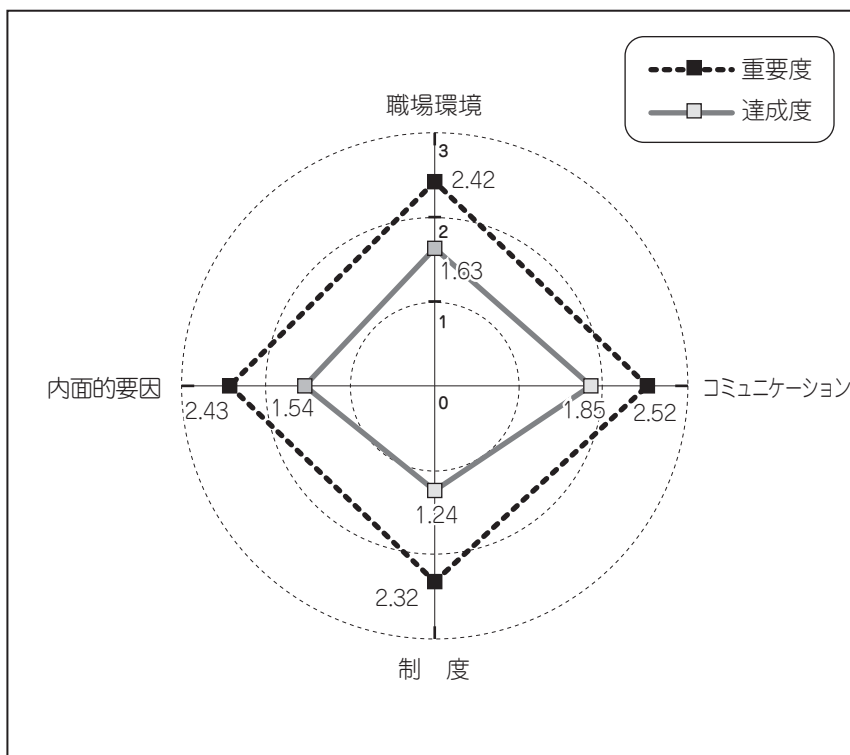 重要度
達成度
職場環境
3
2.42
2
1.63
1
内面的要因
コミュニケーション
2.43
1.54
0
1.85
2.52
1.24
2.32
制　度